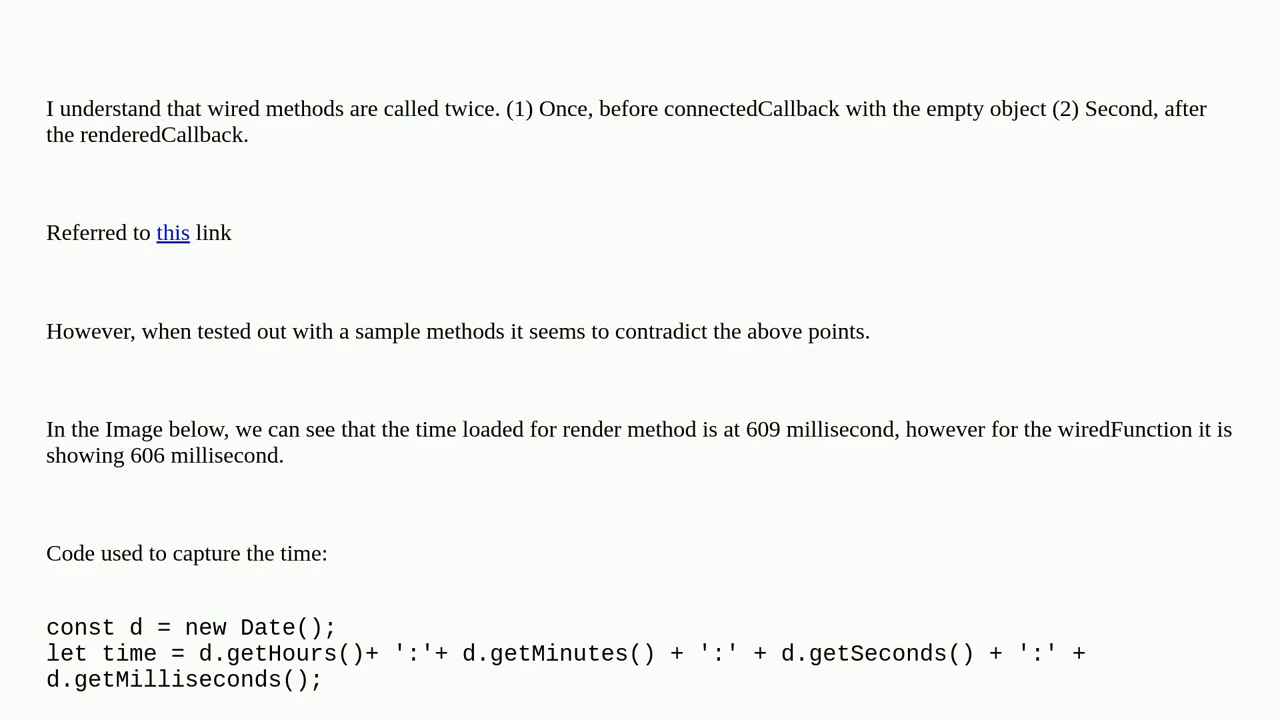 I understand that wired methods are called twice. (1) Once, before connectedCallback with the empty object (2) Second, after
the renderedCallback.
Referred to this link
However, when tested out with a sample methods it seems to contradict the above points.
In the Image below, we can see that the time loaded for render method is at 609 millisecond, however for the wiredFunction it is
showing 606 millisecond.
Code used to capture the time:
const d = new Date();
let time = d.getHours()+ ':'+ d.getMinutes() + ':' + d.getSeconds() + ':' +
d.getMilliseconds();